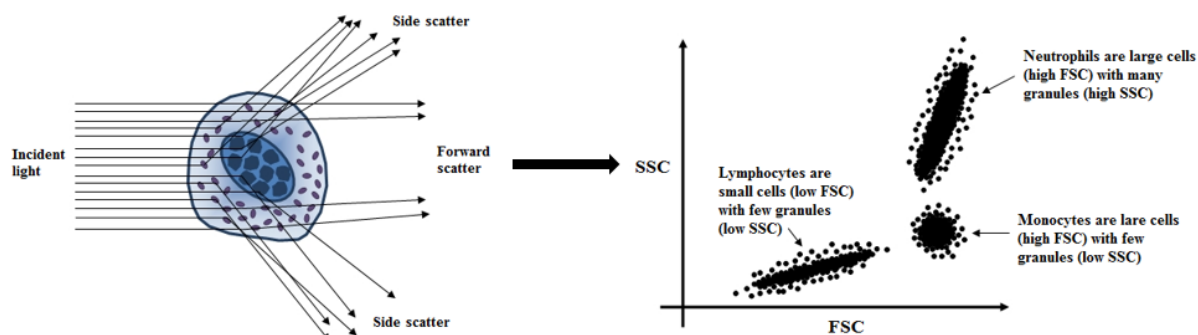 Side scatter
Incident
light
Forward
scatter
Side scatter
SSC
Neutrophils are large cells
(high FSC) with many
granules (high SSC)
Lymphocytes are
small cells (low FSC)
with few granules
(low SSC)
Monocytes are lare cells
(high FSC) with few
granules (low SSC)
FSC